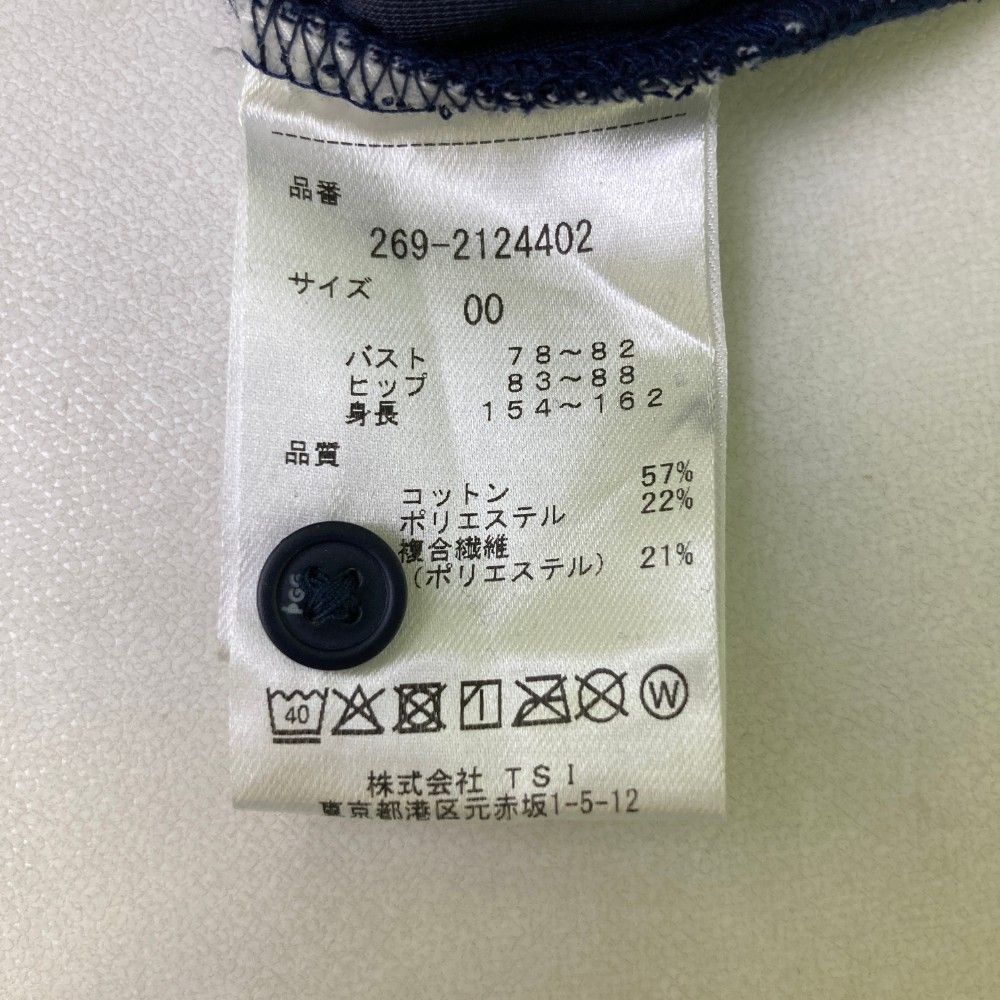 品番
269-2124402
サイズ
00
バスト 78～82
ヒップ 83～88
身長 154～162
品質
コットン 57%
ポリエステル 22%
複合繊維
(ポリエステル) 21%
40
W
株式会社 TSI
東京都港区元赤坂1-5-12